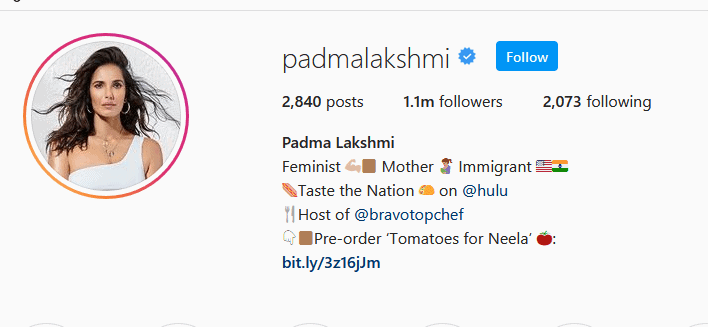 padmalakshmi Follow
2,840 posts 1.1m followers 2,073 following
Padma Lakshmi
Feminist 💪🏼🏾 Mother 🤱🏽 Immigrant 🇺🇸🇮🇳
🌭Taste the Nation 🌮 on @hulu
🍴Host of @bravotopchef
👇🏻🏾Pre-order ‘Tomatoes for Neela’ 🍅:
bit.ly/3z16jJm